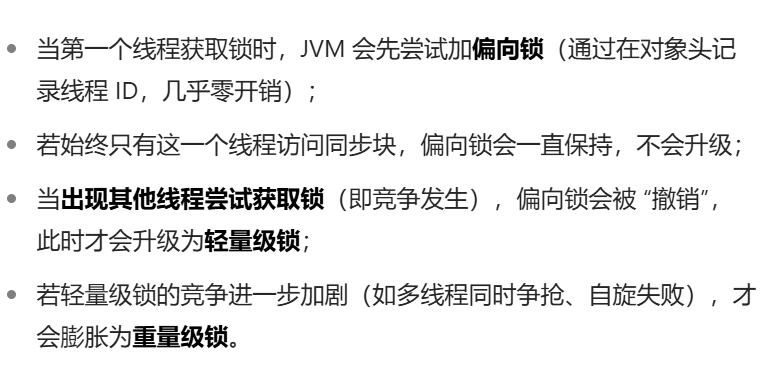 当第一个线程获取锁时，JVM 会先尝试加偏向锁（通过在对象头记
录线程 ID，几乎零开销）；
若始终只有这一个线程访问同步块，偏向锁会一直保持，不会升级；
当出现其他线程尝试获取锁（即竞争发生），偏向锁会被 “撤销”，
此时才会升级为轻量级锁；
若轻量级锁的竞争进一步加剧（如多线程同时争抢、自旋失败），才
会膨胀为重量级锁。